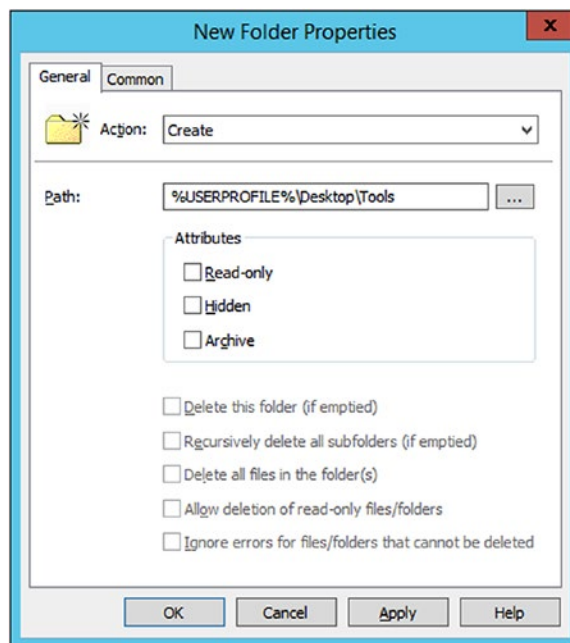 New Folder Properties
x
General Common
Action: Create
Path: %USERPROFILE%\Desktop\Tools ...
Attributes
Read-only
Hidden
Archive
Delete this folder (if emptied)
Recursively delete all subfolders (if emptied)
Delete all files in the folder(s)
Allow deletion of read-only files/folders
Ignore errors for files/folders that cannot be deleted
OK Cancel Apply Help